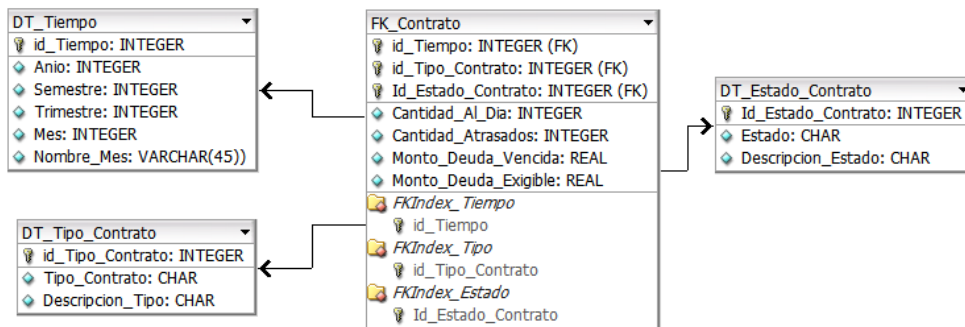 DT_Tiempo
id_Tiempo: INTEGER
Anio: INTEGER
Semestre: INTEGER
Trimestre: INTEGER
Mes: INTEGER
Nombre_Mes: VARCHAR(45))
DT_Tipo_Contrato
id_Tipo_Contrato: INTEGER
Tipo_Contrato: CHAR
Descripcion_Tipo: CHAR
FK_Contrato
id_Tiempo: INTEGER (FK)
id_Tipo_Contrato: INTEGER (FK)
Id_Estado_Contrato: INTEGER (FK)
Cantidad_Al_Dia: INTEGER
Cantidad_Atrasados: INTEGER
Monto_Deuda_Vencida: REAL
Monto_Deuda_Exigible: REAL
FKIndex_Tiempo
id_Tiempo
FKIndex_Tipo
id_Tipo_Contrato
FKIndex_Estado
Id_Estado_Contrato
DT_Estado_Contrato
Id_Estado_Contrato: INTEGER
Estado: CHAR
Descripcion_Estado: CHAR